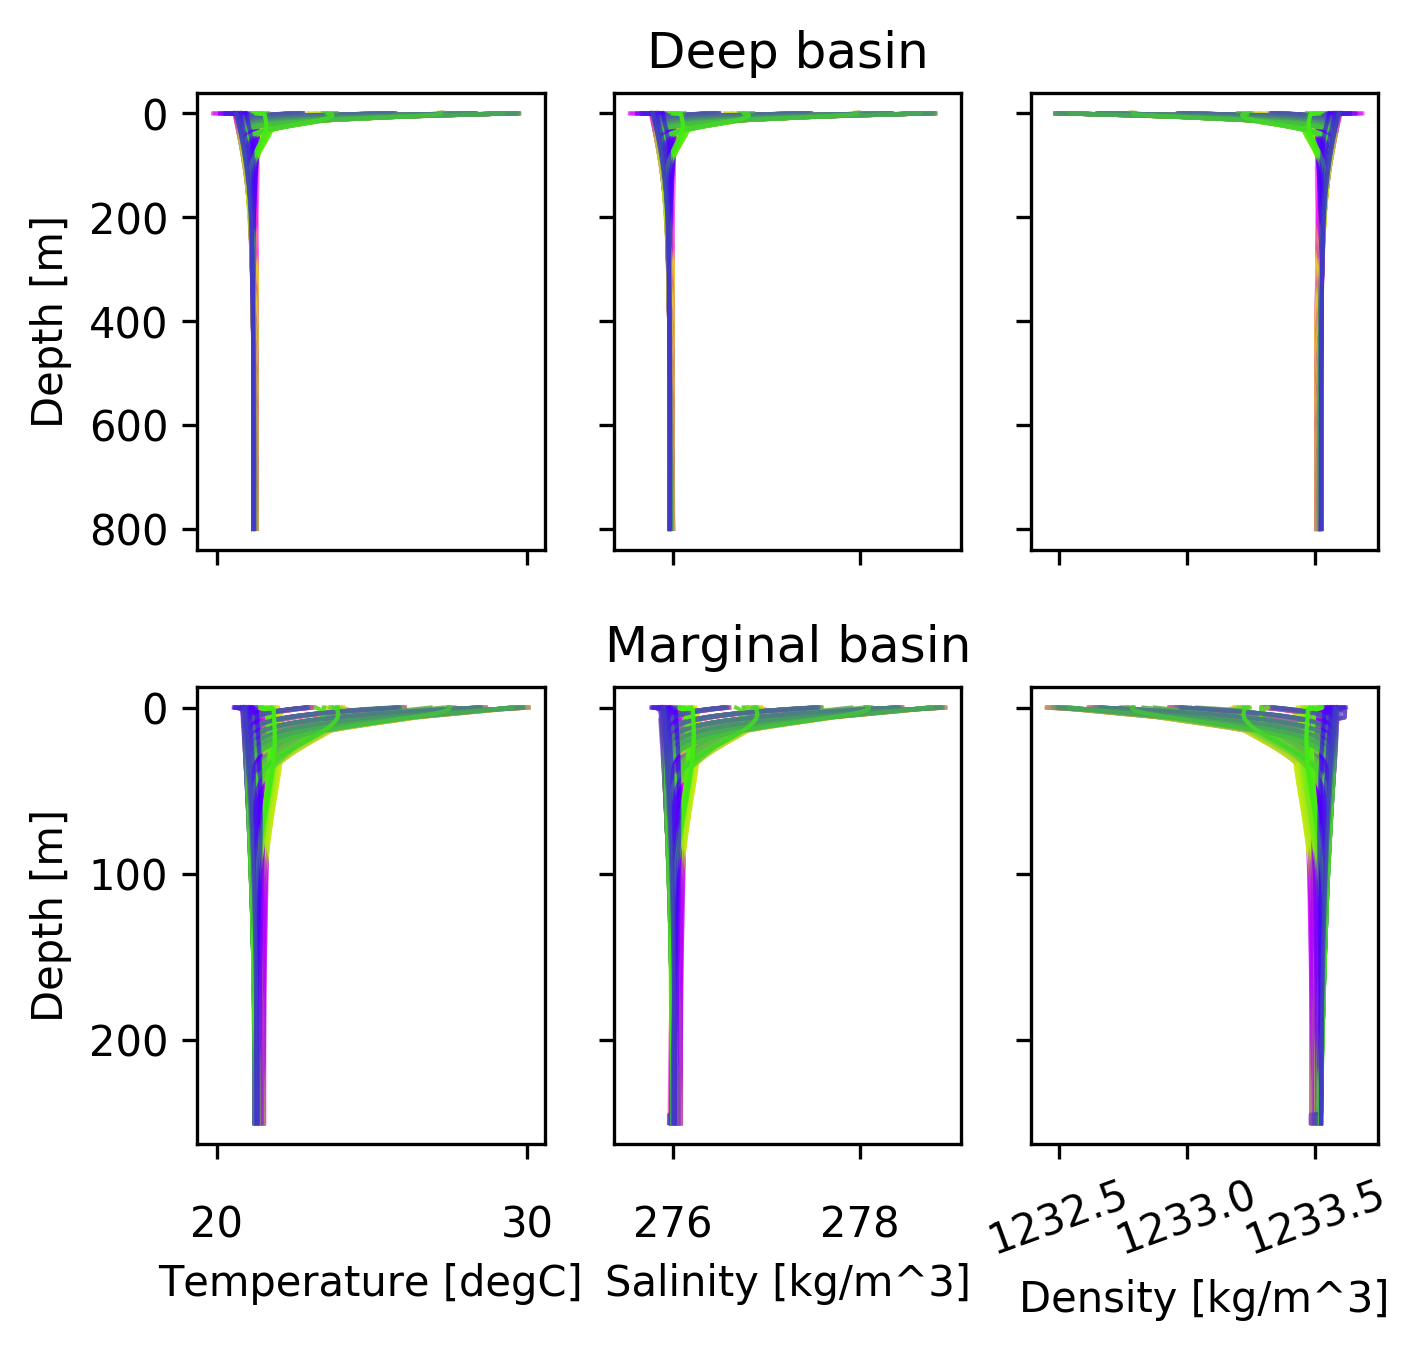 Deep basin
0
200
400
600
800
Depth [m]
Marginal basin
0
100
200
Depth [m]
20 30
276 278
1232.5 1233.0 1233.5
Temperature [degC]
Salinity [kg/m^3]
Density [kg/m^3]